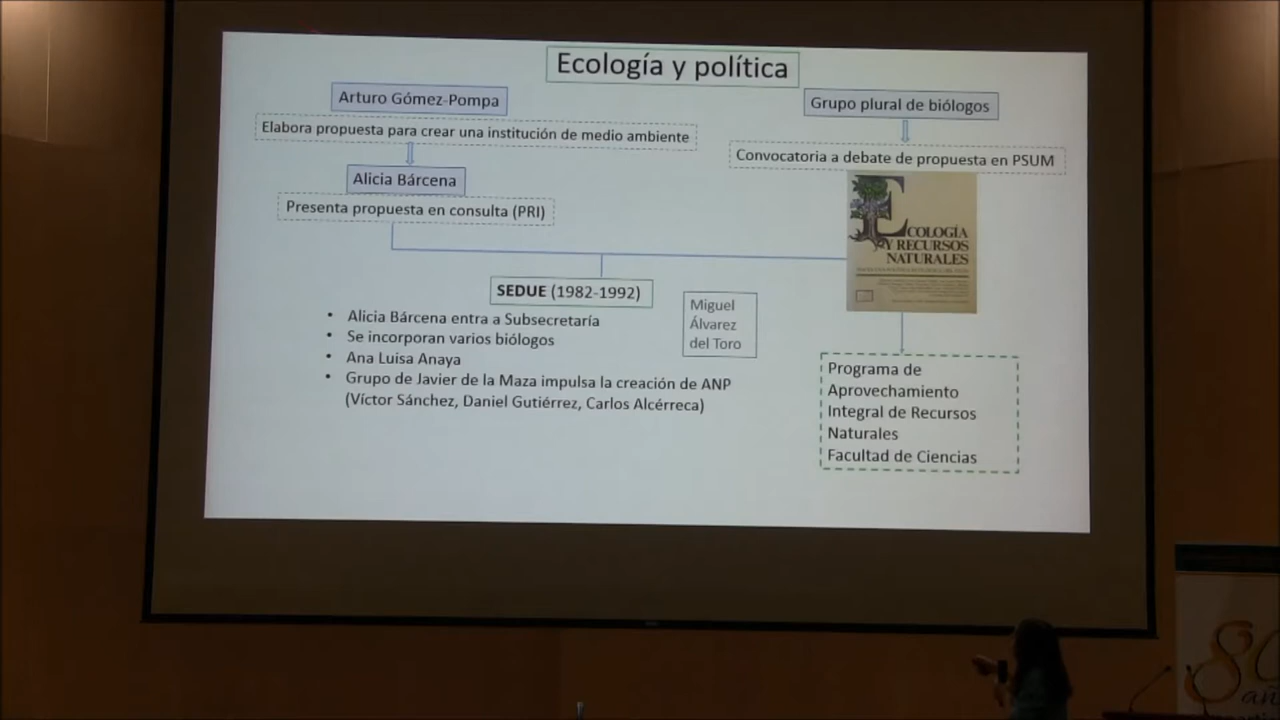 Ecología y política
Arturo Gómez-Pompa
Elabora propuesta para crear una institución de medio ambiente
Alicia Bárcena
Presenta propuesta en consulta (PRI)
Grupo plural de biólogos
Convocatoria a debate de propuesta en PSUM
ECOLOGÍA
Y RECURSOS
NATURALES
SEDUE (1982-1992)
• Alicia Bárcena entra a Subsecretaría
• Se incorporan varios biólogos
• Ana Luisa Anaya
• Grupo de Javier de la Maza impulsa la creación de ANP
(Víctor Sánchez, Daniel Gutiérrez, Carlos Alcérreca)
Miguel
Álvarez
del Toro
Programa de
Aprovechamiento
Integral de Recursos
Naturales
Facultad de Ciencias